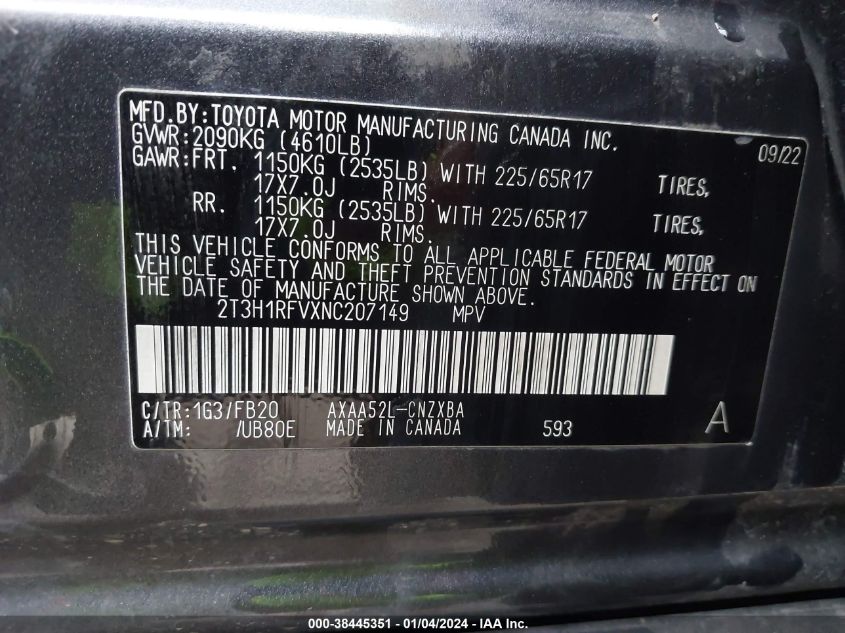 MFD.BY:TOYOTA MOTOR MANUFACTURING CANADA INC.
GVWR:2090KG (4610LB) 09/22
GAWR:FRT. 1150KG (2535LB) WITH 225/65R17 TIRES,
17X7.0J RIMS.
RR. 1150KG (2535LB) WITH 225/65R17 TIRES,
17X7.0J RIMS.
THIS VEHICLE CONFORMS TO ALL APPLICABLE FEDERAL MOTOR
VEHICLE SAFETY AND THEFT PREVENTION STANDARDS IN EFFECT ON
THE DATE OF MANUFACTURE SHOWN ABOVE.
2T3H1RFVXNC207149 MPV
C/TR:1G3/FB20 AXAA52L-CNZXBA
A/TM: /UB80E MADE IN CANADA 593 A
000-38445351 - 01/04/2024 - IAA Inc.